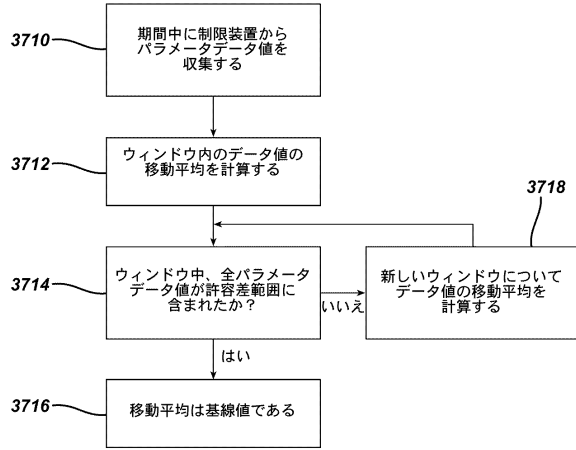 3710
期間中に制限装置から
パラメータデータ値を
収集する
3712
ウィンドウ内のデータ値の
移動平均を計算する
3718
3714
ウィンドウ中、全パラメータ
データ値が許容差範囲に
含まれたか？
いいえ
新しいウィンドウについて
データ値の移動平均を
計算する
はい
3716
移動平均は基線値である